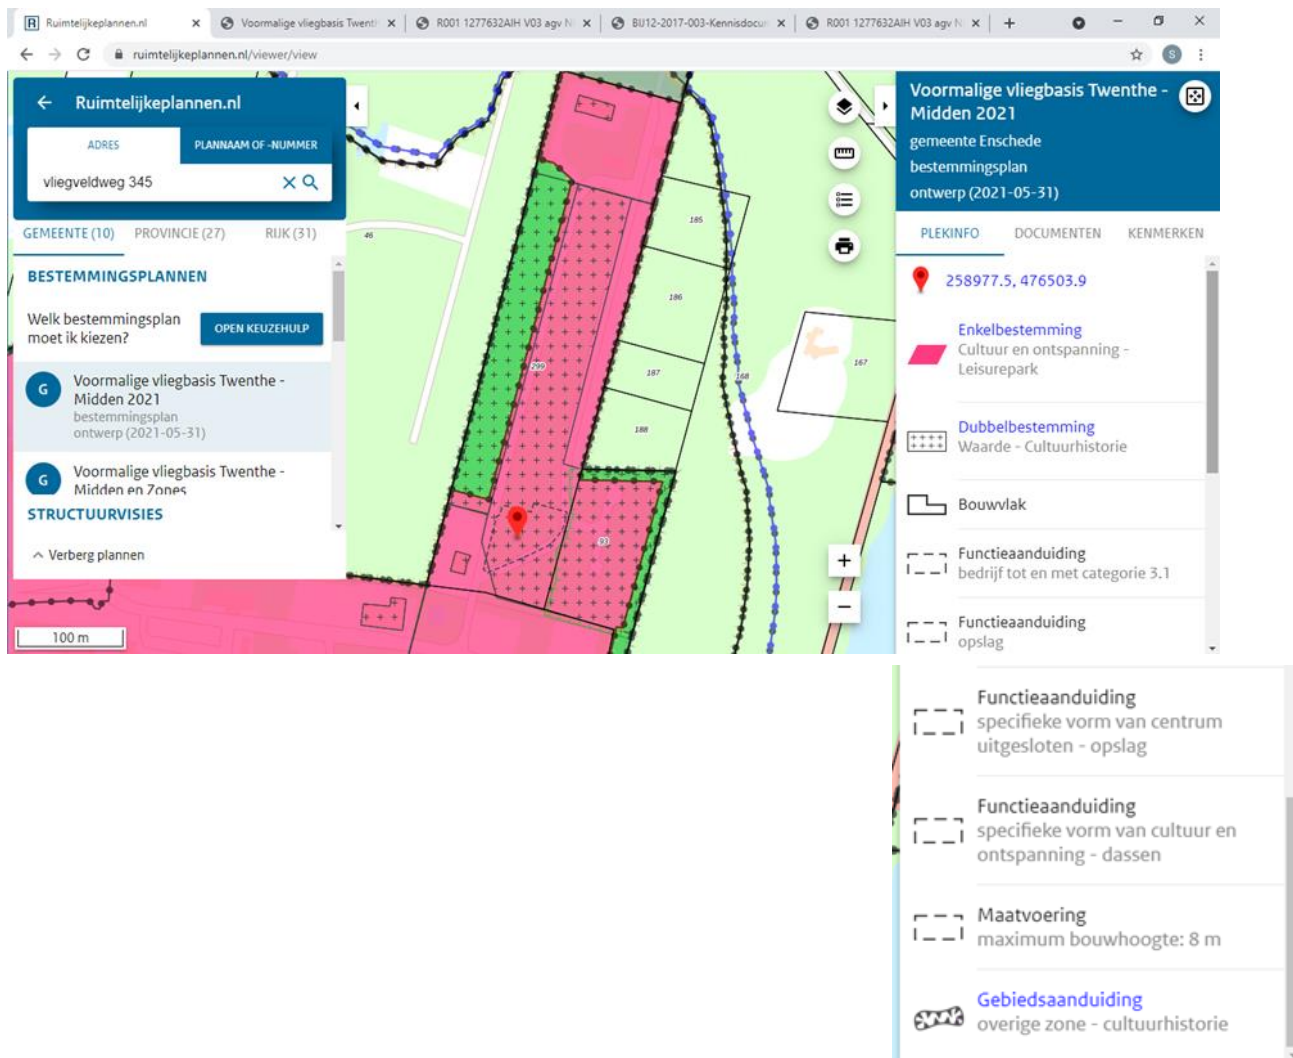 Ruimtelijkeplannen.nl
Voormalige vliegbasis Twenth
R001 1277632AIH V03 agv N
BIJ12-2017-003-Kennisdocu
R001 1277632AIH V03 agv N
ruimtelijkeplannen.nl/viewer/view
S
Ruimtelijkeplannen.nl
ADRES
PLANNAAM OF -NUMMER
vliegveldweg 345
GEMEENTE (10)
PROVINCIE (27)
RIJK (31)
BESTEMMINGSPLANNEN
Welk bestemmingsplan
moet ik kiezen?
OPEN KEUZEHULP
G
Voormalige vliegbasis Twenthe -
Midden 2021
bestemmingsplan
ontwerp (2021-05-31)
G
Voormalige vliegbasis Twenthe -
Midden en Zones
STRUCTUURVISIES
Verberg plannen
100 m
46
185
186
187
188
168
167
299
93
Voormalige vliegbasis Twenthe -
Midden 2021
gemeente Enschede
bestemmingsplan
ontwerp (2021-05-31)
PLEKINFO
DOCUMENTEN
KENMERKEN
258977.5, 476503.9
Enkelbestemming
Cultuur en ontspanning -
Leisurepark
Dubbelbestemming
Waarde - Cultuurhistorie
Bouwvlak
Functieaanduiding
bedrijf tot en met categorie 3.1
Functieaanduiding
opslag
Functieaanduiding
specifieke vorm van centrum
uitgesloten - opslag
Functieaanduiding
specifieke vorm van cultuur en
ontspanning - dassen
Maatvoering
maximum bouwhoogte: 8 m
Gebiedsaanduiding
overige zone - cultuurhistorie